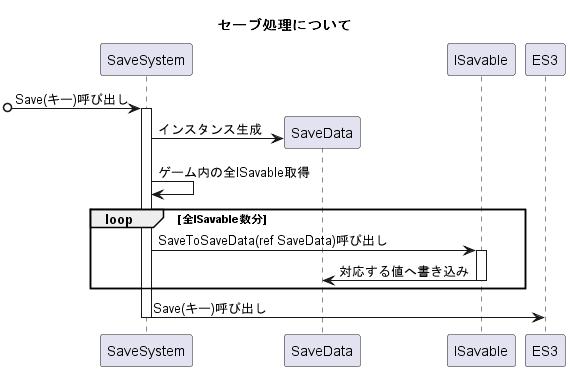 セーブ処理について
SaveSystem
ISavable
ES3
Save(キー)呼び出し
インスタンス生成
SaveData
ゲーム内の全ISavable取得
loop
[全ISavable数分]
SaveToSaveData(ref SaveData)呼び出し
対応する値へ書き込み
Save(キー)呼び出し
SaveSystem
SaveData
ISavable
ES3